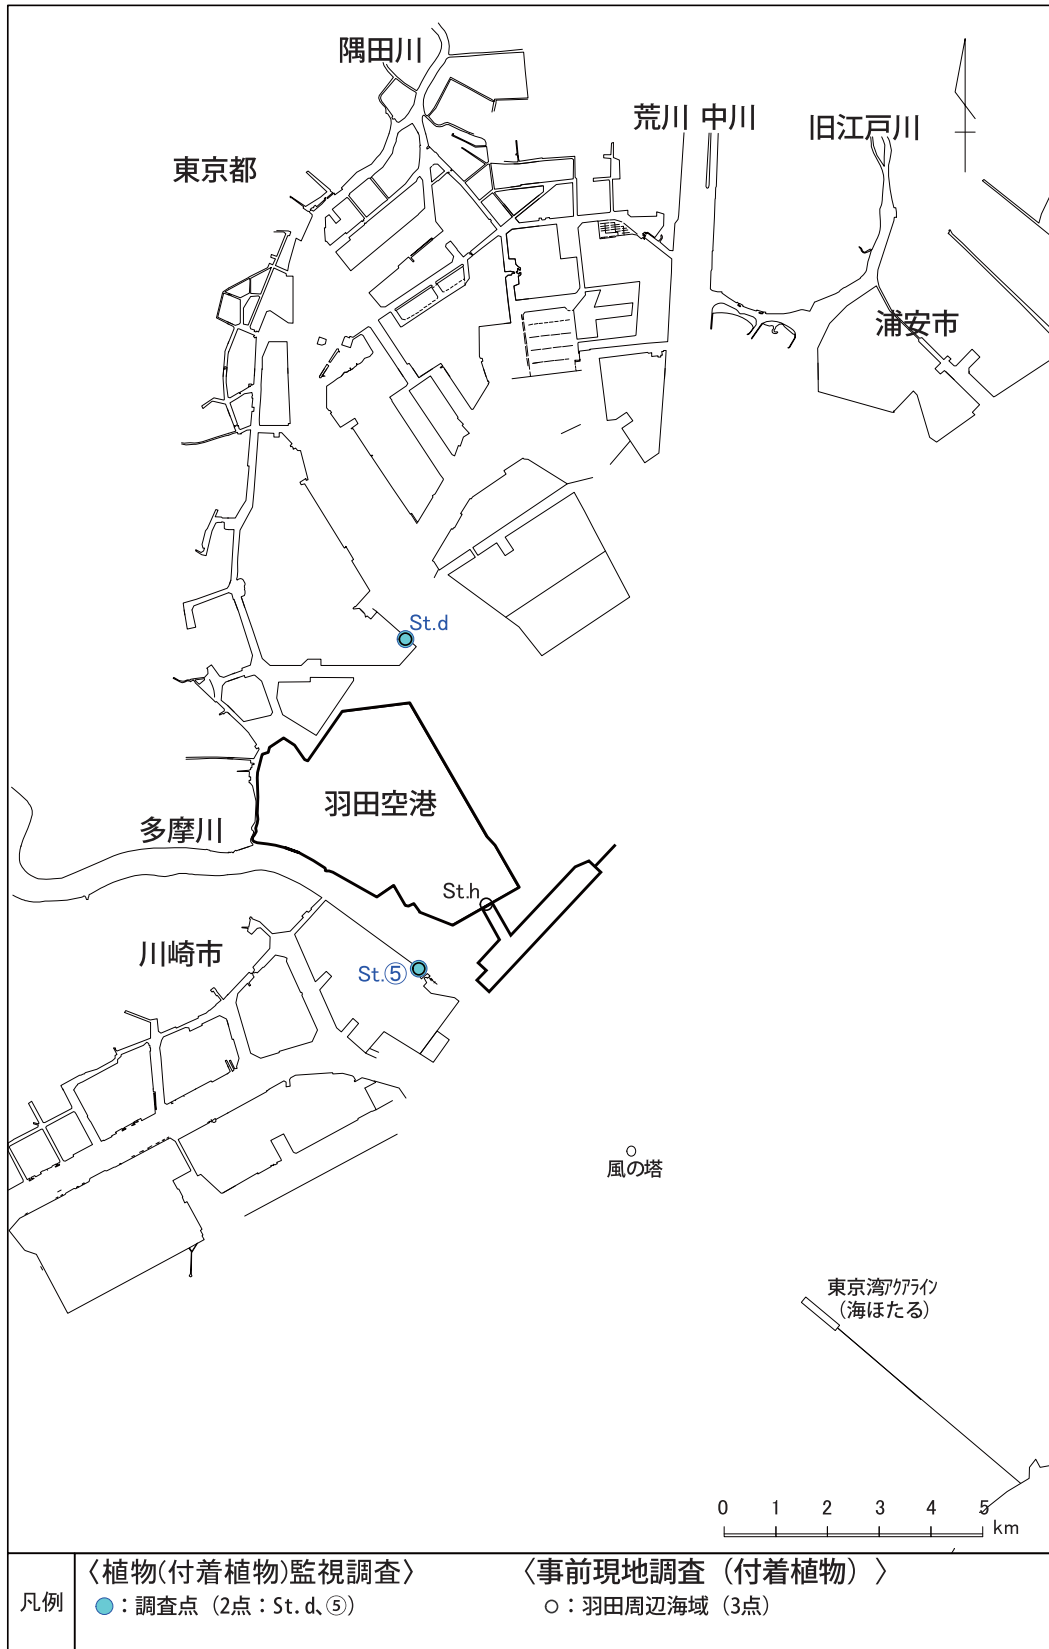 隅田川
荒川 中川
旧江戸川
東京都
浦安市
St.d
羽田空港
多摩川
St.h
川崎市
St.⑤
風の塔
東京湾ｱｸｱﾗｲﾝ
(海ほたる)
0 1 2 3 4 5
km
凡例
〈植物(付着植物)監視調査〉
：調査点（2点：St.d、⑤）
〈事前現地調査（付着植物）〉
○：羽田周辺海域（3点）